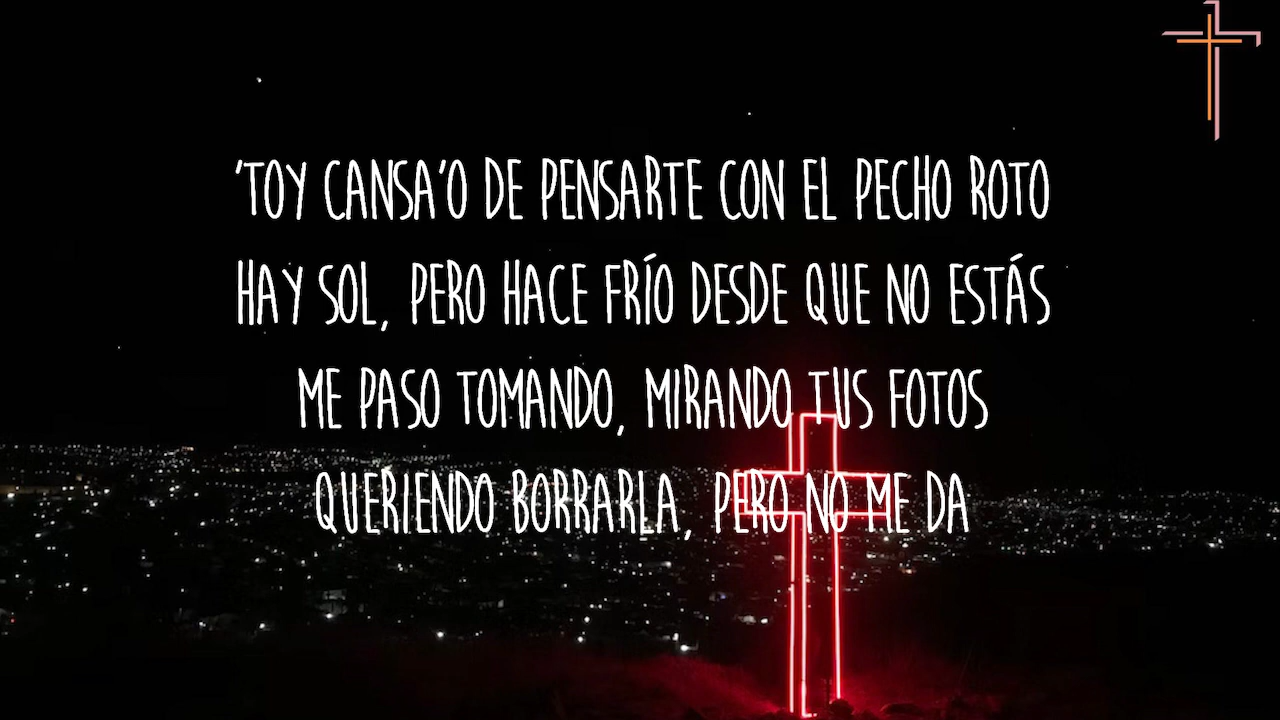 'TOY CANSA'O DE PENSARTE CON EL PECHO ROTO
HAY SOL, PERO HACE FRÍO DESDE QUE NO ESTÁS
ME PASO TOMANDO, MIRANDO TUS FOTOS
QUERIENDO BORRARLA, PERO NO ME DA